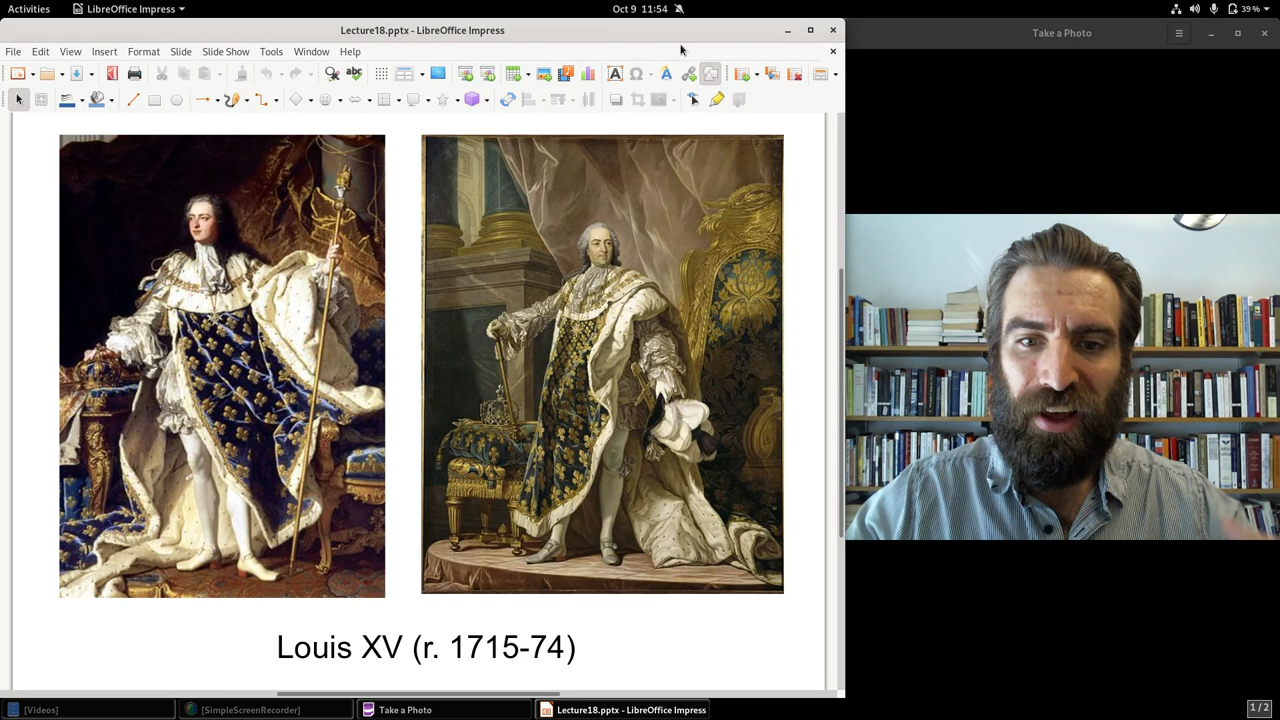 Activities
LibreOffice Impress
Oct 9 11:54
39 %
Lecture18.pptx - LibreOffice Impress
Take a Photo
File Edit View Insert Format Slide Slide Show Tools Window Help
abc
Louis XV (r. 1715-74)
[Videos]
[SimpleScreenRecorder]
Take a Photo
Lecture18.pptx - LibreOffice Impress
1 / 2